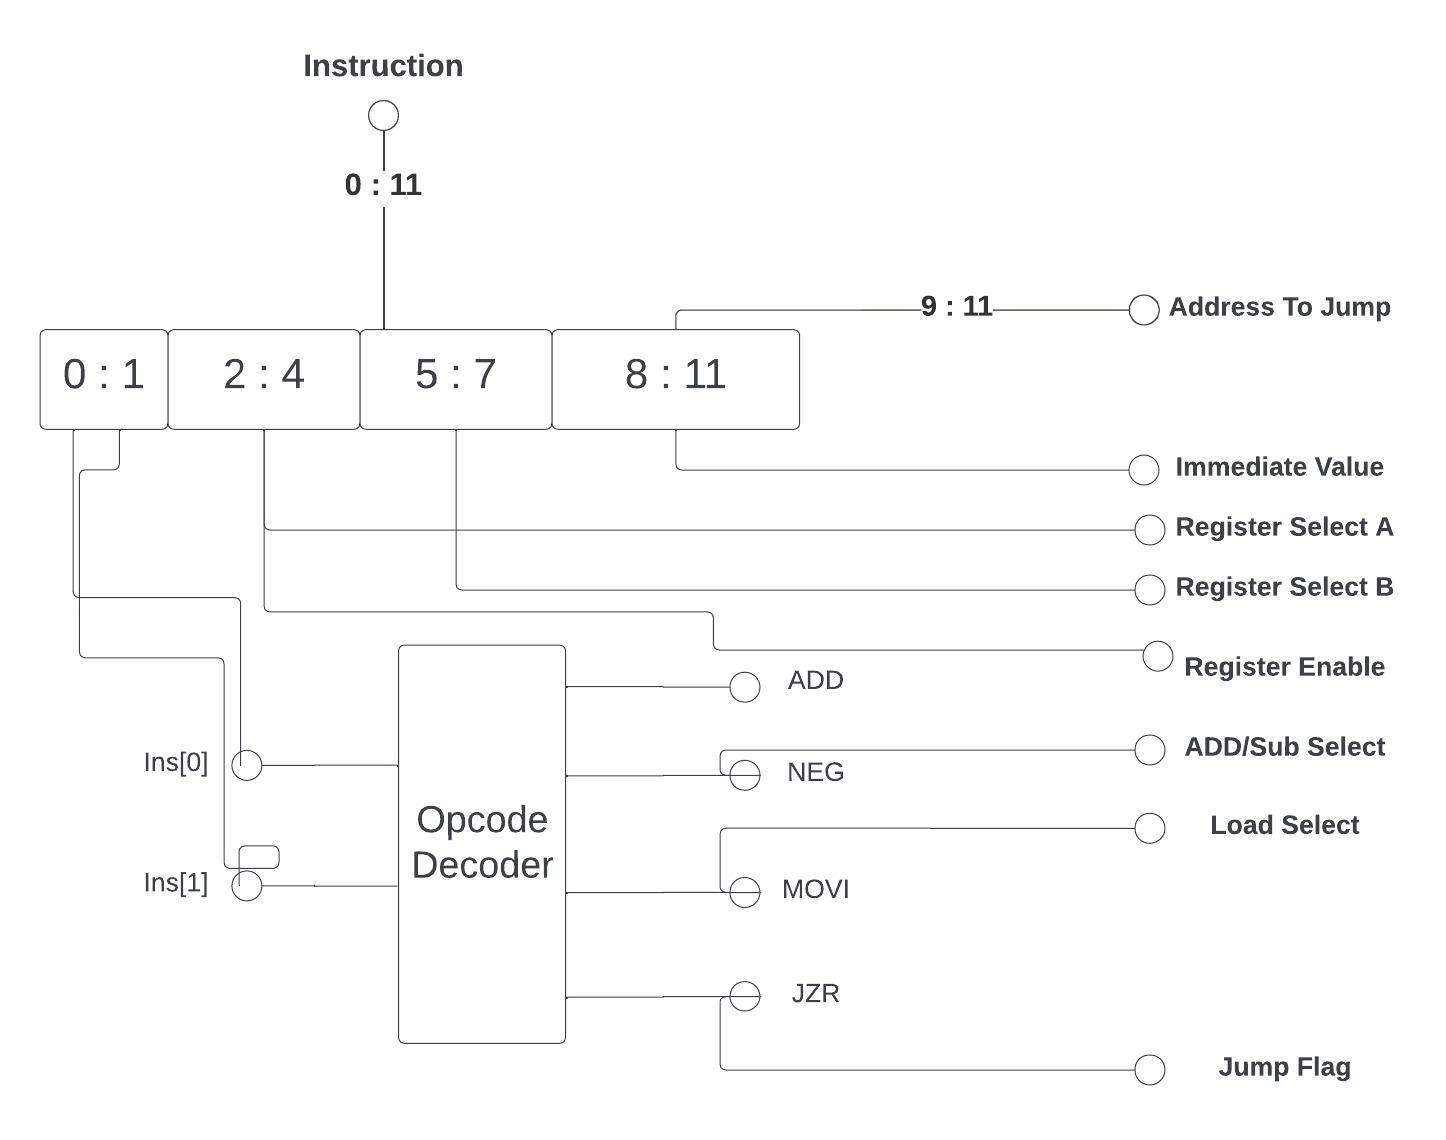 Instruction
0 : 11
9 : 11
Address To Jump
0 : 1
2 : 4
5 : 7
8 : 11
Immediate Value
Register Select A
Register Select B
Register Enable
ADD
ADD/Sub Select
Ins[0]
NEG
Opcode
Decoder
Load Select
Ins[1]
MOVI
JZR
Jump Flag